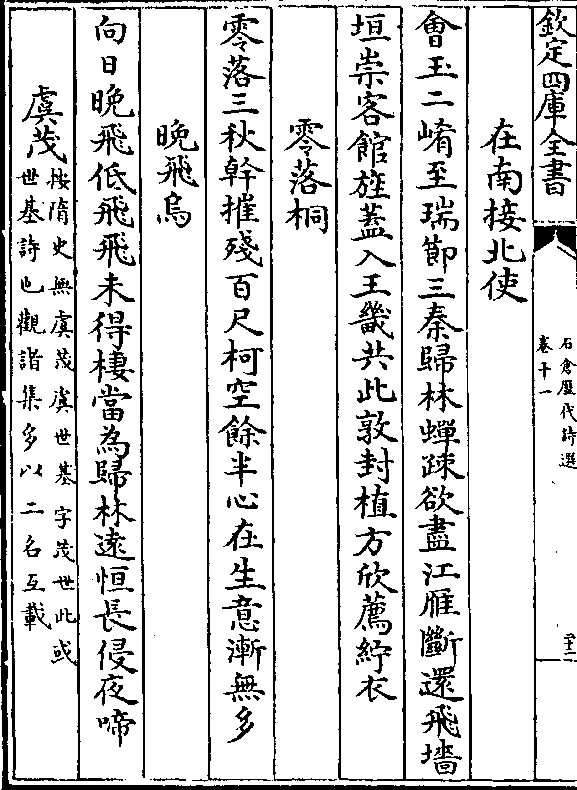 欽定四庫全書
石倉歷代詩選
卷十一
在南接北使
會玉二崤至瑞節三秦歸林蟬疎欲盡江雁斷還飛墻
垣崇客館旌蓋入王畿共此敦封植方欣薦紵衣
零落桐
零落三秋幹摧殘百尺柯空餘半心在生意漸無多
晚飛烏
向日晚飛低飛飛未得棲當為歸林遠恒長侵夜啼
虞茂
按隋史無虞茂虞世基字茂世此或
世基詩也觀諸集多以二名互載